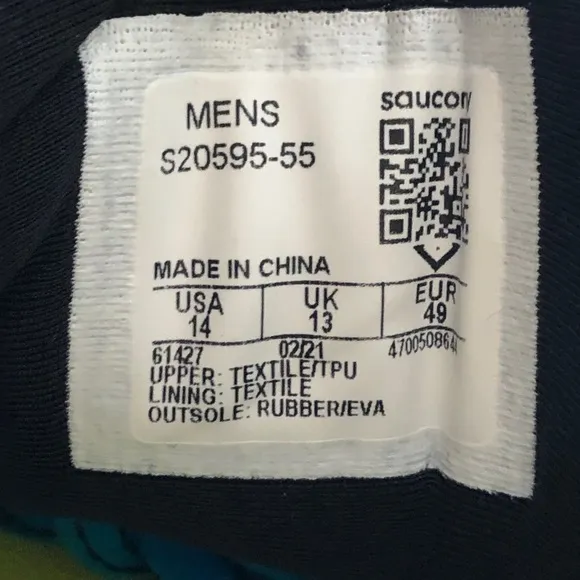 MENS
S20595-55
saucony
MADE IN CHINA
USA UK EUR
14 13 49
61427 02/21
UPPER: TEXTILE/TPU
LINING: TEXTILE
OUTSOLE: RUBBER/EVA